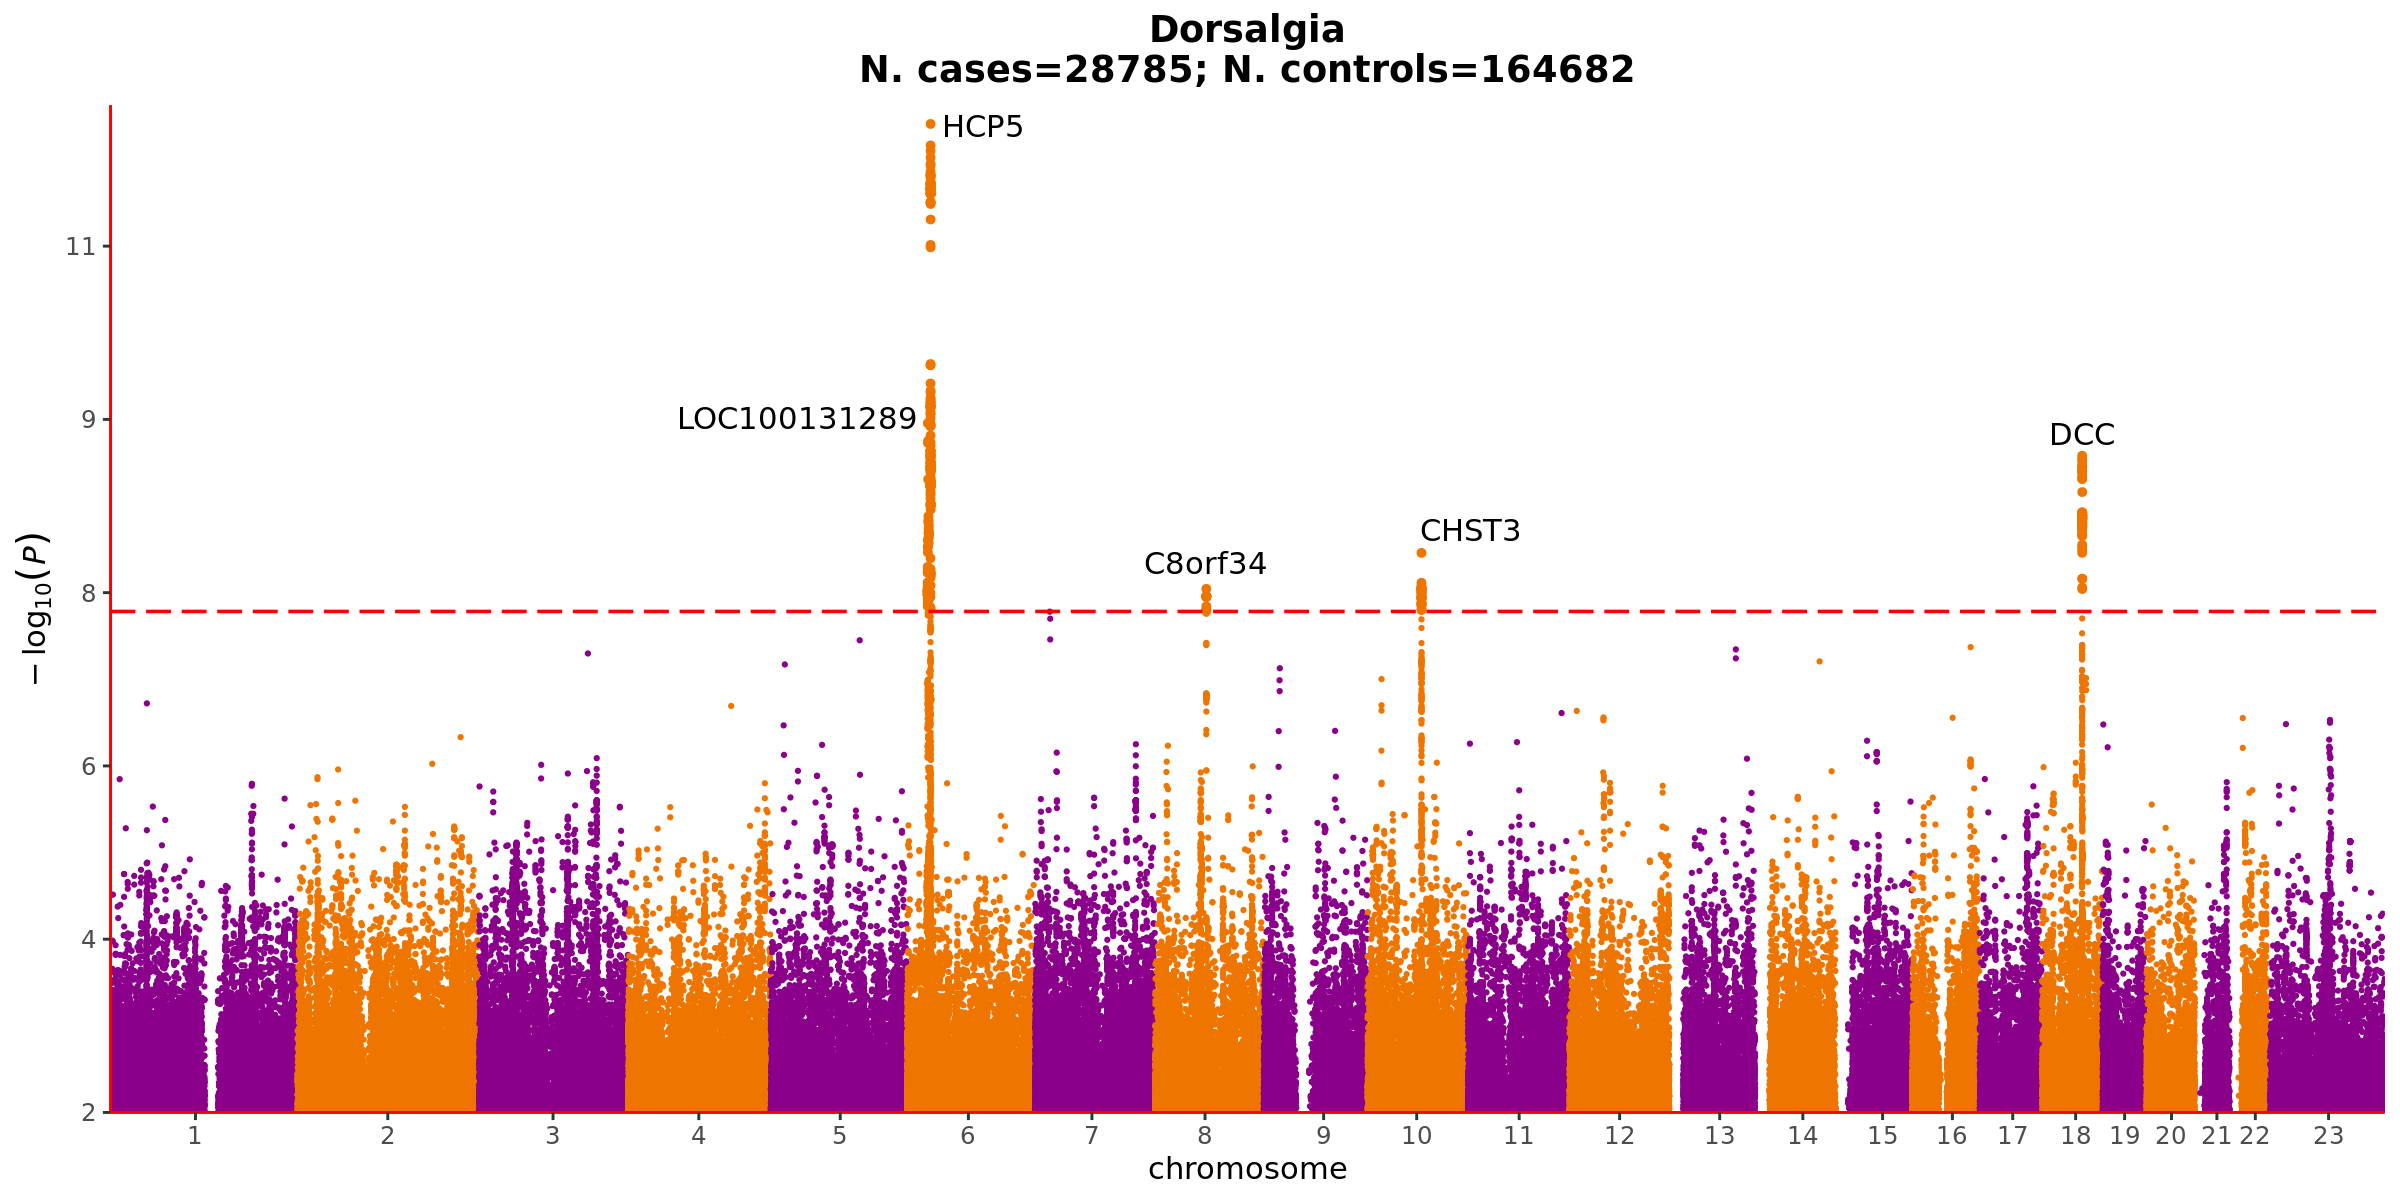 Dorsalgia
N. cases=28785; N. controls=164682
HCP5
11
LOC100131289
9
DCC
CHST3
C8orf34
8
−log10(P)
6
4
2
1 2 3 4 5 6 7 8 9 10 11 12 13 14 15 16 17 18 19 20 21 22 23
chromosome